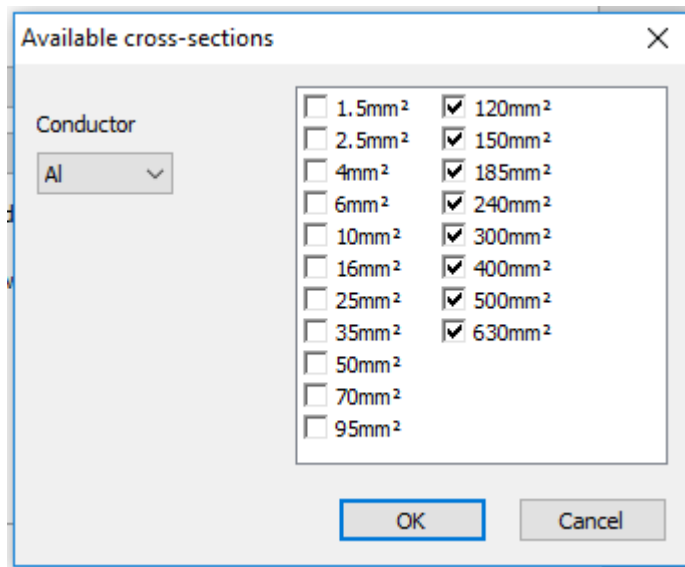 Available cross-sections
Conductor
Al
1.5mm²
2.5mm²
4mm²
6mm²
10mm²
16mm²
25mm²
35mm²
50mm²
70mm²
95mm²
120mm²
150mm²
185mm²
240mm²
300mm²
400mm²
500mm²
630mm²
OK
Cancel